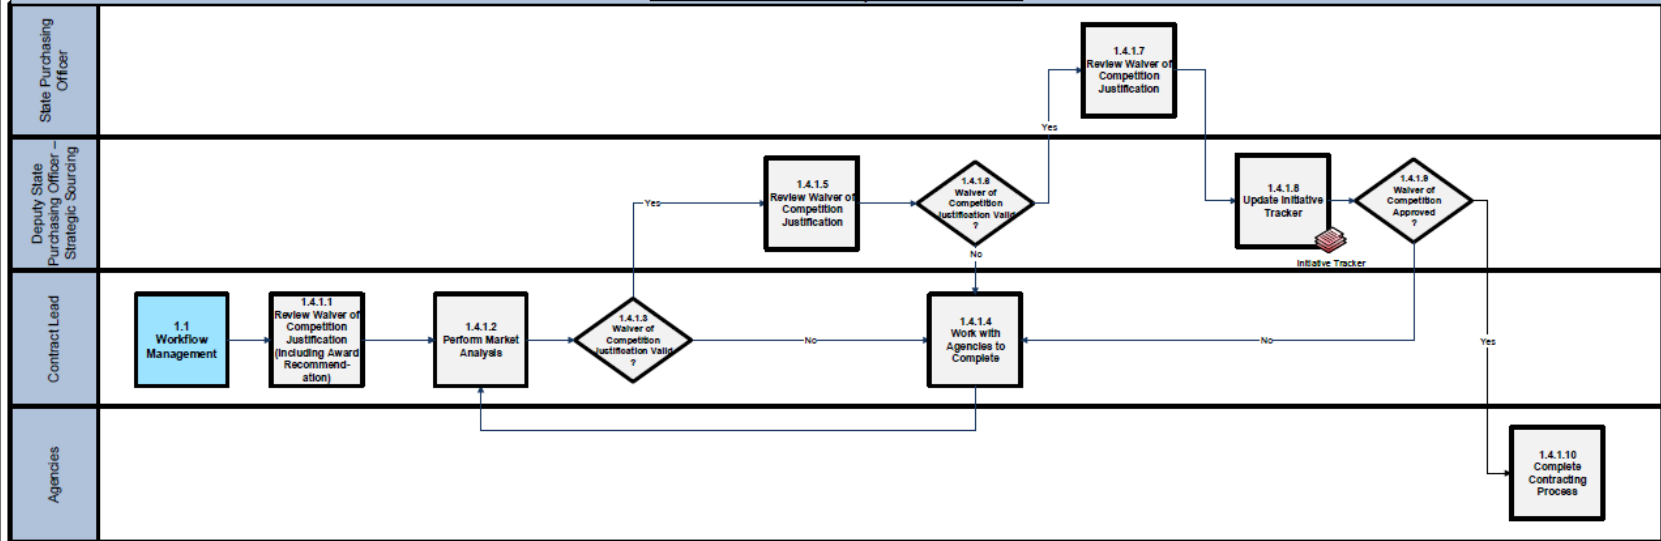 State Purchasing
Officer
1.4.1.7
Review Waiver of
Competition
Justification
Yes
Deputy State
Purchasing Officer –
Strategic Sourcing
Yes
1.4.1.5
Review Waiver of
Competition
Justification
1.4.1.6
Waiver of
Competition
Justification Valid
?
No
1.4.1.8
Update Initiative
Tracker
Initiative Tracker
1.4.1.9
Waiver of
Competition
Approved
?
Contract Lead
1.1
Workflow
Management
1.4.1.1
Review Waiver of
Competition
Justification
(Including Award
Recommend-
ation)
1.4.1.2
Perform Market
Analysis
1.4.1.3
Waiver of
Competition
Justification Valid
?
No
1.4.1.4
Work with
Agencies to
Complete
No
Yes
Agencies
1.4.1.10
Complete
Contracting
Process